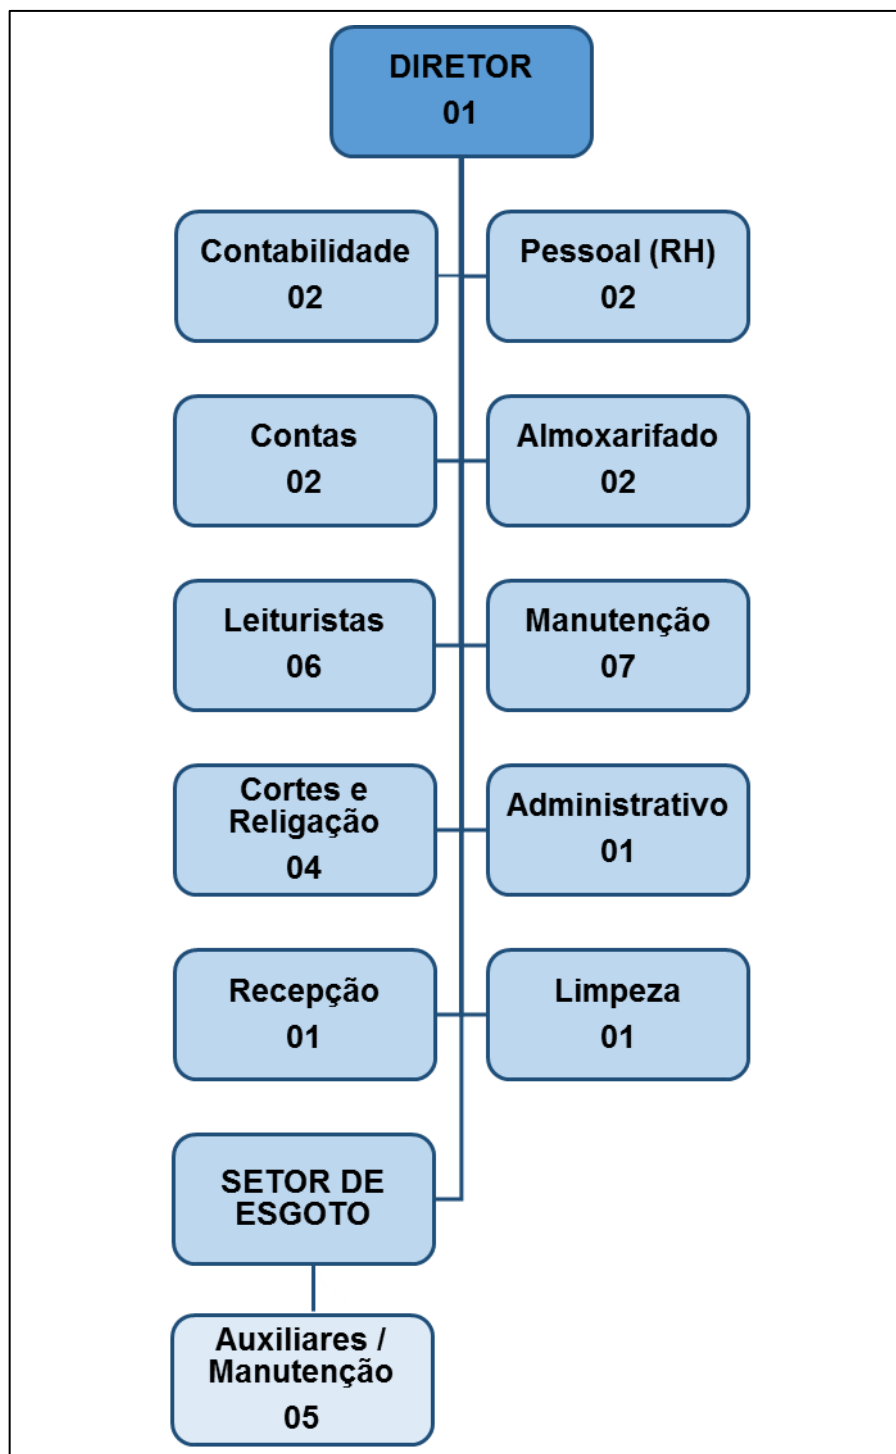 DIRETOR
01
Contabilidade
02
Pessoal (RH)
02
Contas
02
Almoxarifado
02
Leituristas
06
Manutenção
07
Cortes e
Religação
04
Administrativo
01
Recepção
01
Limpeza
01
SETOR DE
ESGOTO
Auxiliares /
Manutenção
05